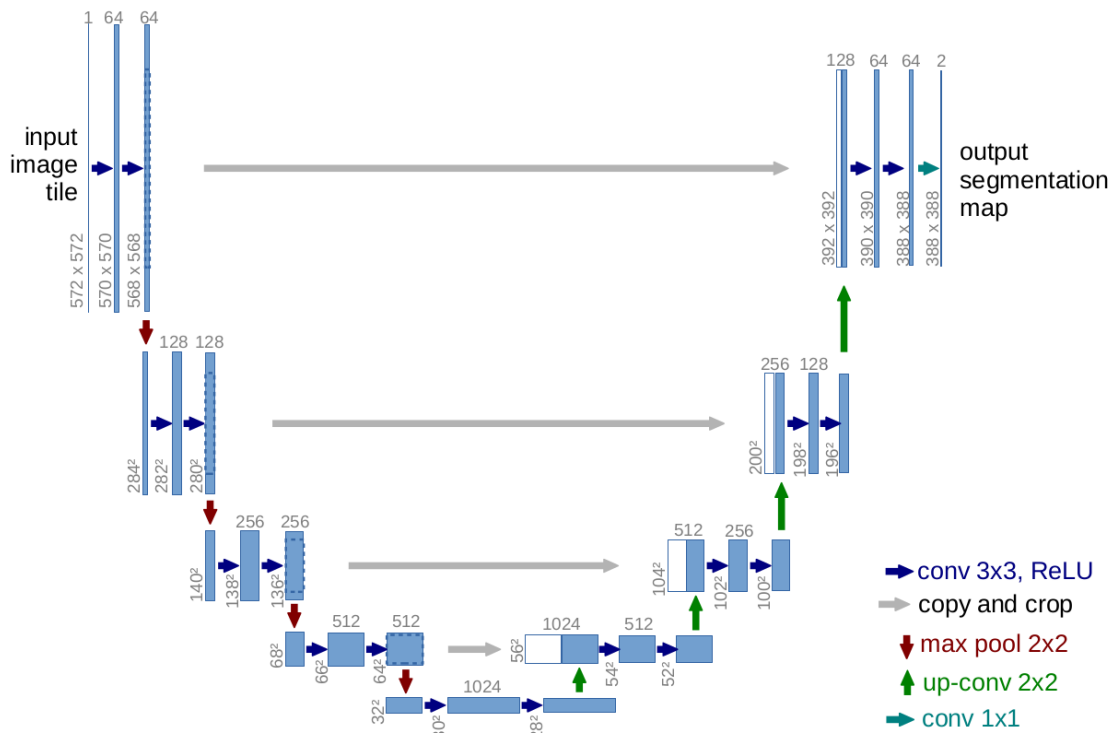 1 64 64
128 64 64 2
input
image
tile
output
segmentation
map
572 x 572
570 x 570
568 x 568
392 x 392
390 x 390
388 x 388
388 x 388
128 128
256 128
284²
282²
280²
200²
198²
196²
256 256
512 256
140²
138²
136²
104²
102²
100²
512 512
1024 512
68²
66²
64²
56²
54²
52²
1024
32²
conv 3x3, ReLU
copy and crop
max pool 2x2
up-conv 2x2
conv 1x1